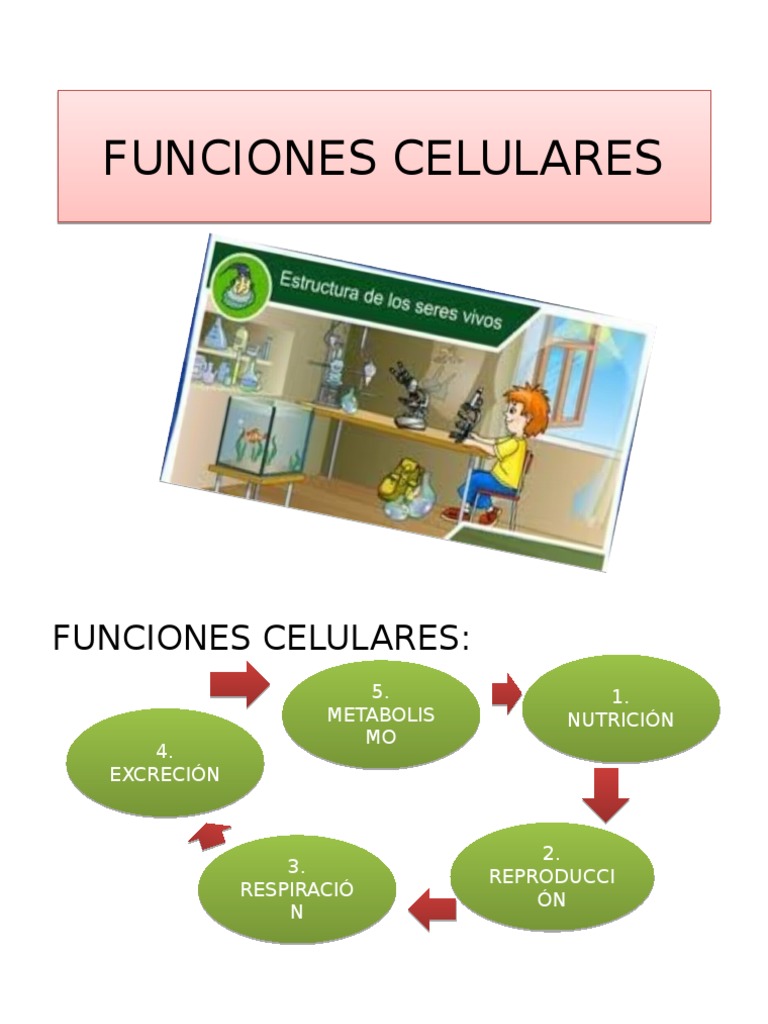 FUNCIONES CELULARES
Estructura de los seres vivos
FUNCIONES CELULARES:
5.
METABOLIS
MO
1.
NUTRICIÓN
4.
EXCRECIÓN
3.
RESPIRACIÓ
N
2.
REPRODUCCI
ÓN